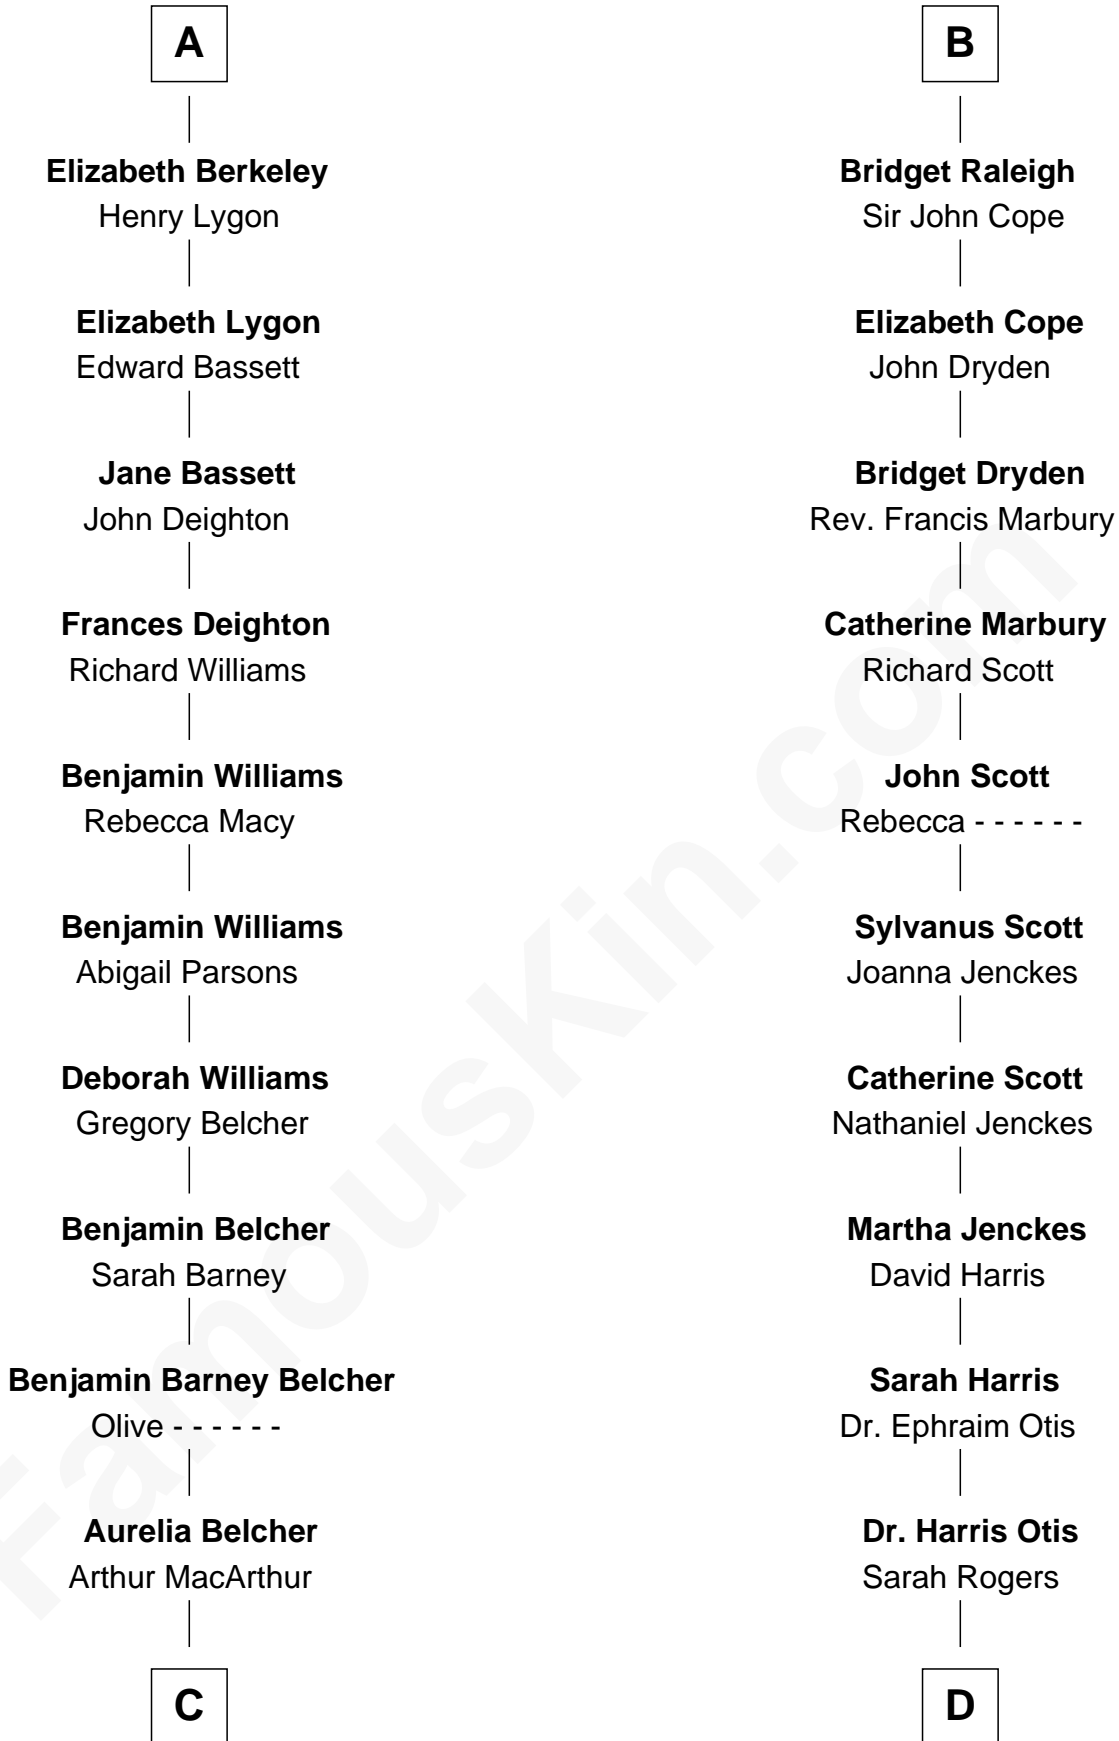 A
Elizabeth Berkeley
Henry Lygon
Elizabeth Lygon
Edward Bassett
Jane Bassett
John Deighton
Frances Deighton
Richard Williams
Benjamin Williams
Rebecca Macy
Benjamin Williams
Abigail Parsons
Deborah Williams
Gregory Belcher
Benjamin Belcher
Sarah Barney
Benjamin Barney Belcher
Olive - - - - - -
Aurelia Belcher
Arthur MacArthur
C
B
Bridget Raleigh
Sir John Cope
Elizabeth Cope
John Dryden
Bridget Dryden
Rev. Francis Marbury
Catherine Marbury
Richard Scott
John Scott
Rebecca - - - - - -
Sylvanus Scott
Joanna Jenckes
Catherine Scott
Nathaniel Jenckes
Martha Jenckes
David Harris
Sarah Harris
Dr. Ephraim Otis
Dr. Harris Otis
Sarah Rogers
D
FamousKin.com